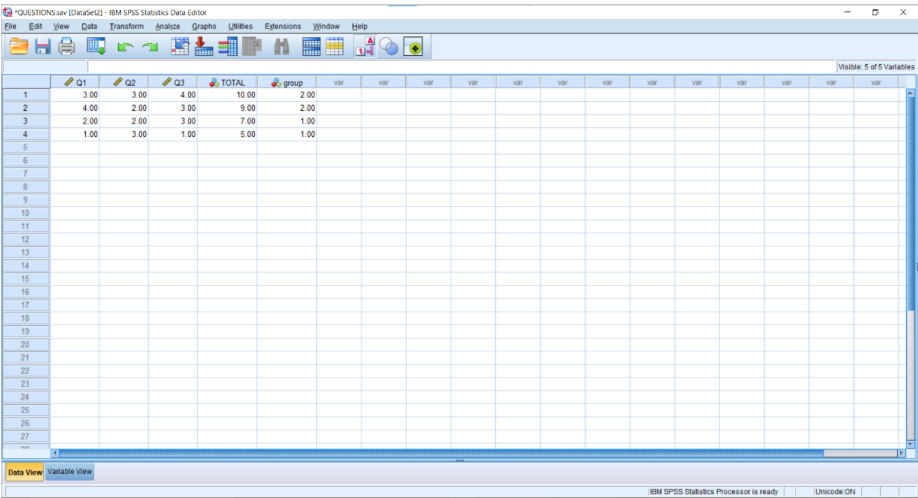 *QUESTIONS.sav [DataSet2] - IBM SPSS Statistics Data Editor
File Edit View Data Transform Analyze Graphs Utilities Extensions Window Help
Visible: 5 of 5 Variables
Q1 Q2 Q3 TOTAL group var var var var var var var var var var var var var
1 3.00 3.00 4.00 10.00 2.00
2 4.00 2.00 3.00 9.00 2.00
3 2.00 2.00 3.00 7.00 1.00
4 1.00 3.00 1.00 5.00 1.00
5
6
7
8
9
10
11
12
13
14
15
16
17
18
19
20
21
22
23
24
25
26
27
Data View Variable View
IBM SPSS Statistics Processor is ready Unicode:ON